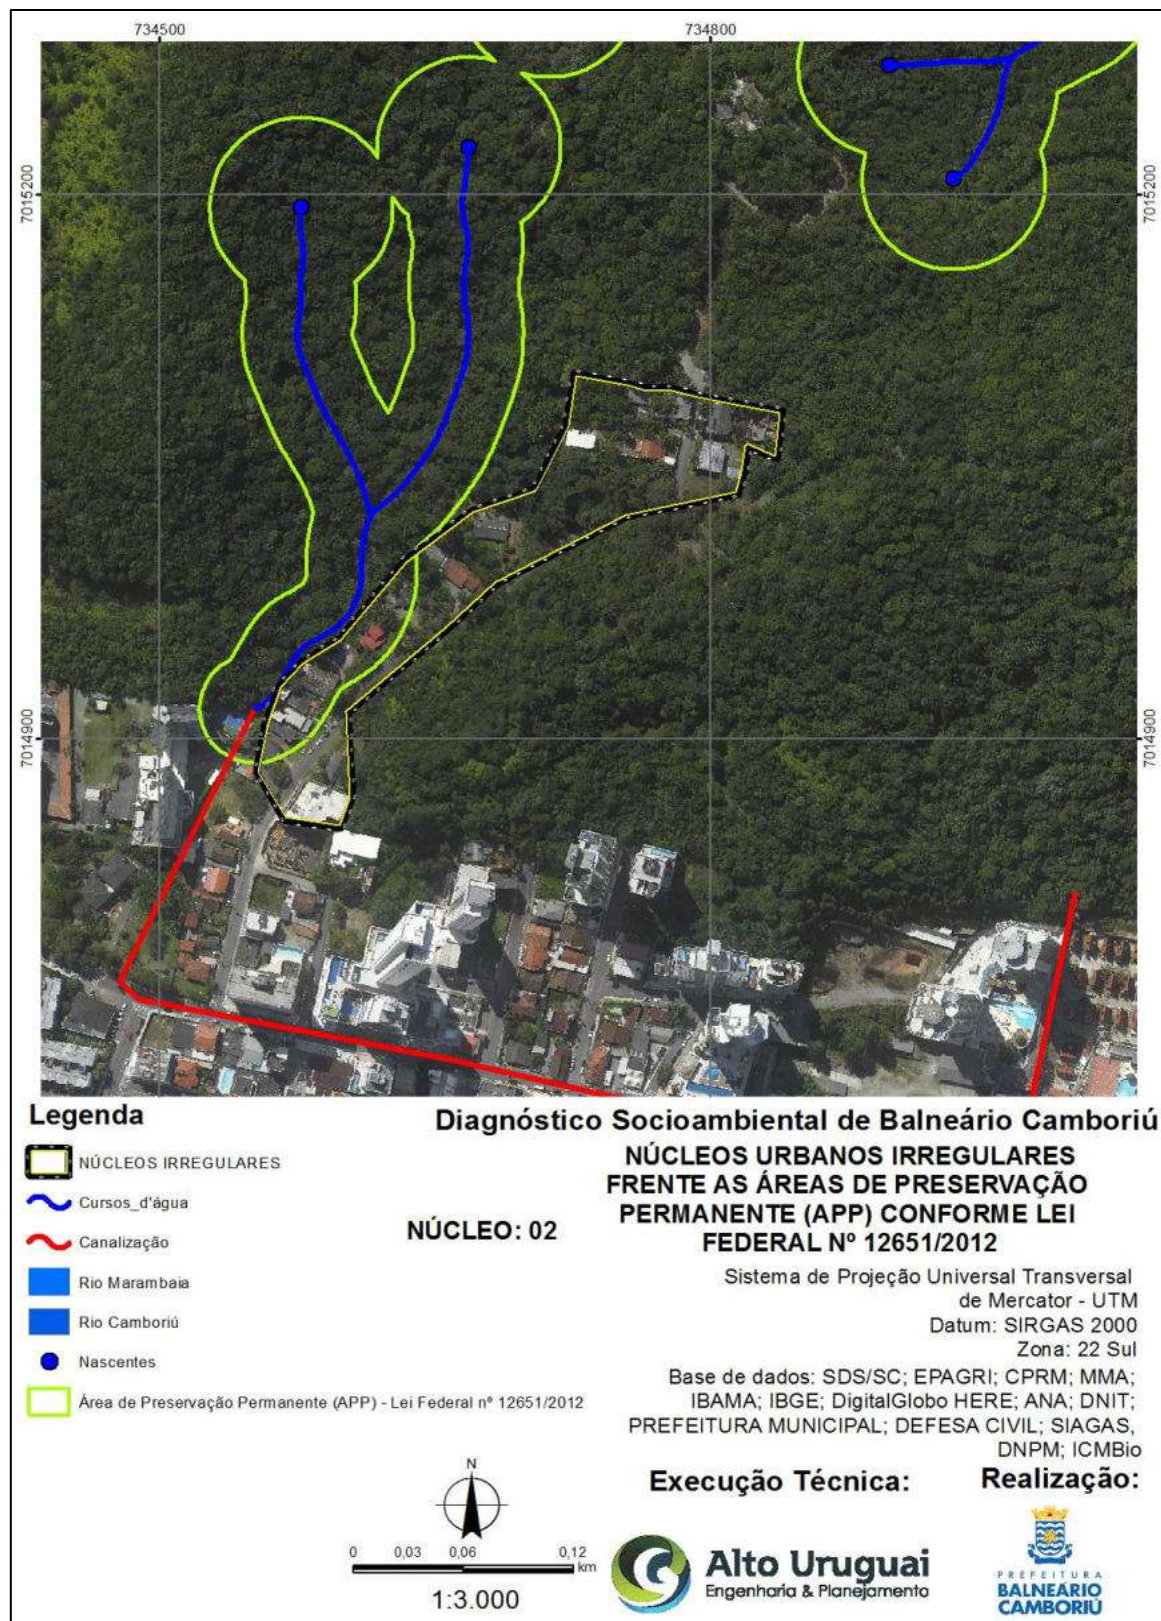 734500
734800
7015200
7015200
7014900
7014900
Legenda
NÚCLEOS IRREGULARES
Cursos_d'água
Canalização
Rio Marambaia
Rio Camboriú
Nascentes
Área de Preservação Permanente (APP) - Lei Federal nº 12651/2012
Diagnóstico Socioambiental de Balneário Camboriú
NÚCLEO: 02
NÚCLEOS URBANOS IRREGULARES
FRENTE AS ÁREAS DE PRESERVAÇÃO
PERMANENTE (APP) CONFORME LEI
FEDERAL Nº 12651/2012
Sistema de Projeção Universal Transversal
de Mercator - UTM
Datum: SIRGAS 2000
Zona: 22 Sul
Base de dados: SDS/SC; EPAGRI; CPRM; MMA;
IBAMA; IBGE; DigitalGlobo HERE; ANA; DNIT;
PREFEITURA MUNICIPAL; DEFESA CIVIL; SIAGAS,
DNPM; ICMBio
N
0 0,03 0,06 0,12
km
1:3.000
Execução Técnica:
Alto Uruguai
Engenharia & Planejamento
Realização:
PREFEITURA
BALNEÁRIO
CAMBORIÚ